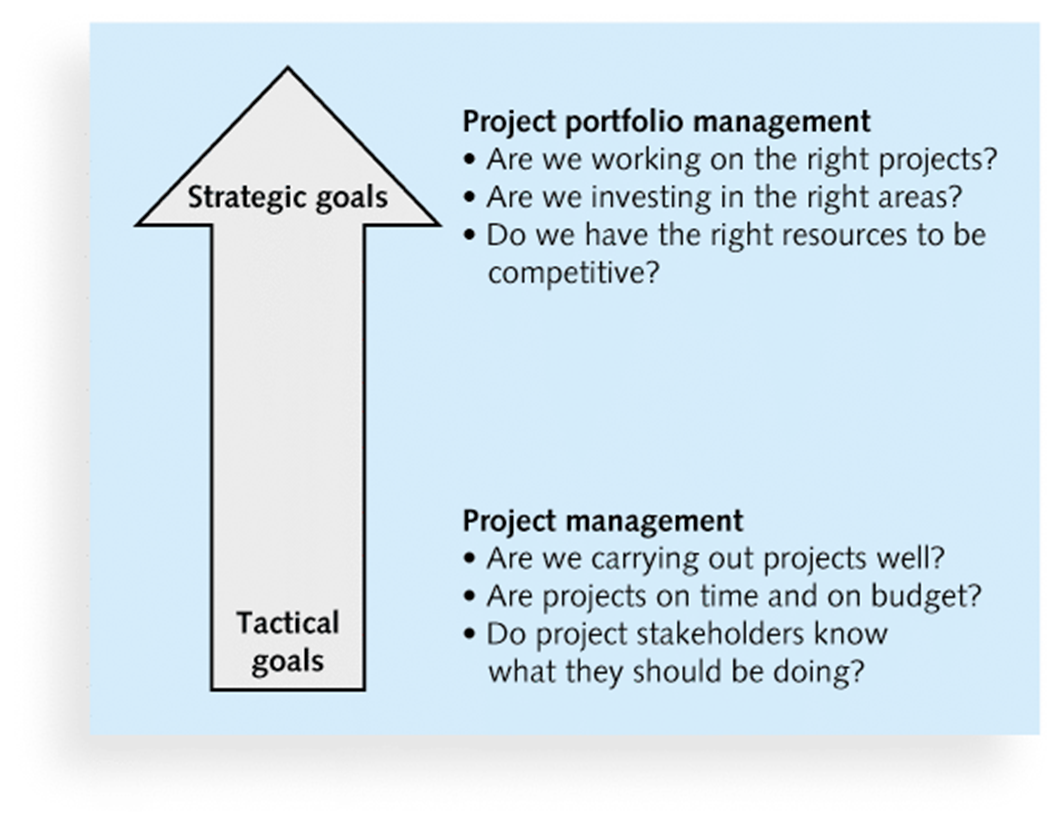 Strategic goals
Project portfolio management
• Are we working on the right projects?
• Are we investing in the right areas?
• Do we have the right resources to be
competitive?
Tactical
goals
Project management
• Are we carrying out projects well?
• Are projects on time and on budget?
• Do project stakeholders know
what they should be doing?